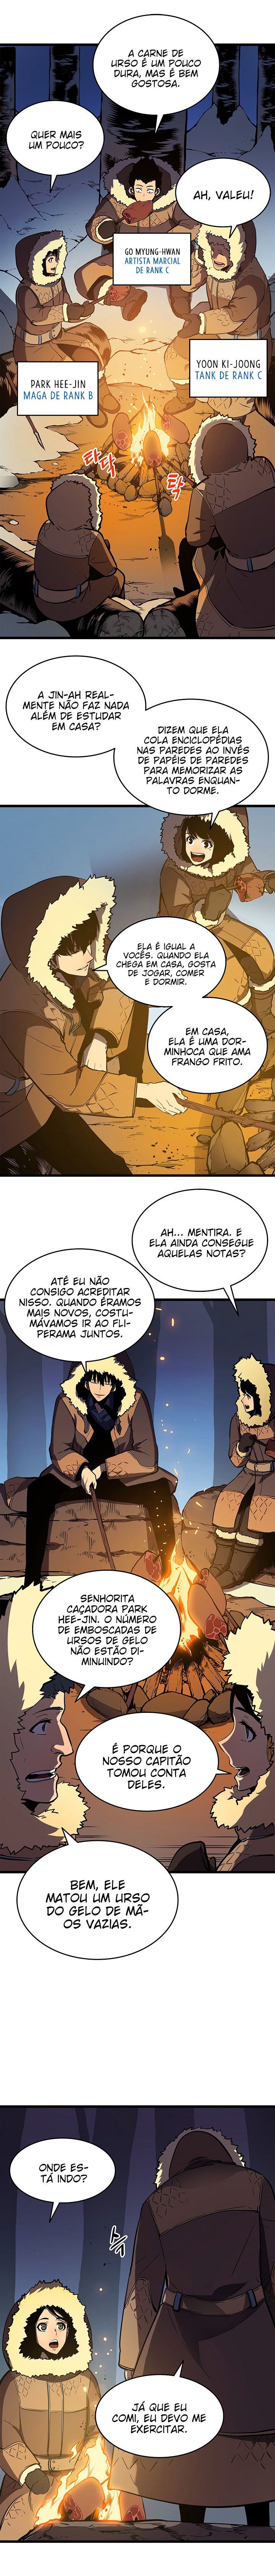 A CARNE DE
URSO É UM POUCO
DURA, MAS É BEM
GOSTOSA.
QUER MAIS
UM POUCO?
AH, VALEU!
GO MYUNG-HWAN
ARTISTA MARCIAL
DE RANK C
YOON KI-JOONG
TANK DE RANK C
PARK HEE-JIN
MAGA DE RANK B
타
닥
탁
A JIN-AH REAL-
MENTE NÃO FAZ NADA
ALÉM DE ESTUDAR
EM CASA?
DIZEM QUE ELA
COLA ENCICLOPÉDIAS
NAS PAREDES AO INVÉS
DE PAPÉIS DE PAREDES
PARA MEMORIZAR AS
PALAVRAS ENQUAN-
TO DORME.
ELA É IGUAL A
VOCÊS. QUANDO ELA
CHEGA EM CASA, GOSTA
DE JOGAR, COMER
E DORMIR.
EM CASA,
ELA É UMA DOR-
MINHOCA QUE AMA
FRANGO FRITO.
AH... MENTIRA. E
ELA AINDA CONSEGUE
AQUELAS NOTAS?
ATÉ EU NÃO
CONSIGO ACREDITAR
NISSO. QUANDO ÉRAMOS
MAIS NOVOS, COSTU-
MÁVAMOS IR AO FLI-
PERAMA JUNTOS.
SENHORITA
CAÇADORA PARK
HEE-JIN. O NÚMERO
DE EMBOSCADAS DE
URSOS DE GELO
NÃO ESTÃO DI-
MINUINDO?
É PORQUE O
NOSSO CAPITÃO
TOMOU CONTA
DELES.
BEM, ELE
MATOU UM URSO
DO GELO DE MÃ-
OS VAZIAS.
ONDE ES-
TÁ INDO?
JÁ QUE EU
COMI, EU DEVO ME
EXERCITAR.